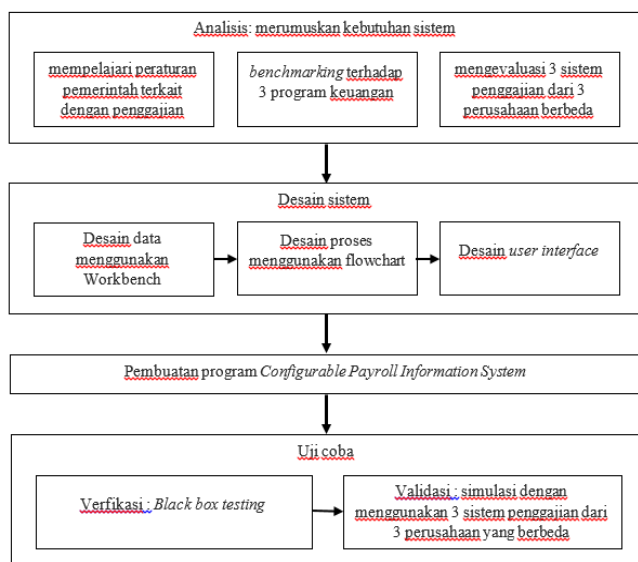 Analisis: merumuskan kebutuhan sistem
mempelajari peraturan
pemerintah terkait
dengan penggajian
benchmarking terhadap
3 program keuangan
mengevaluasi 3 sistem
penggajian dari 3
perusahaan berbeda
Desain sistem
Desain data
menggunakan
Workbench
Desain proses
menggunakan flowchart
Desain user interface
Pembuatan program Configurable Payroll Information System
Uji coba
Verfikasi : Black box testing
Validasi : simulasi dengan
menggunakan 3 sistem penggajian dari
3 perusahaan yang berbeda